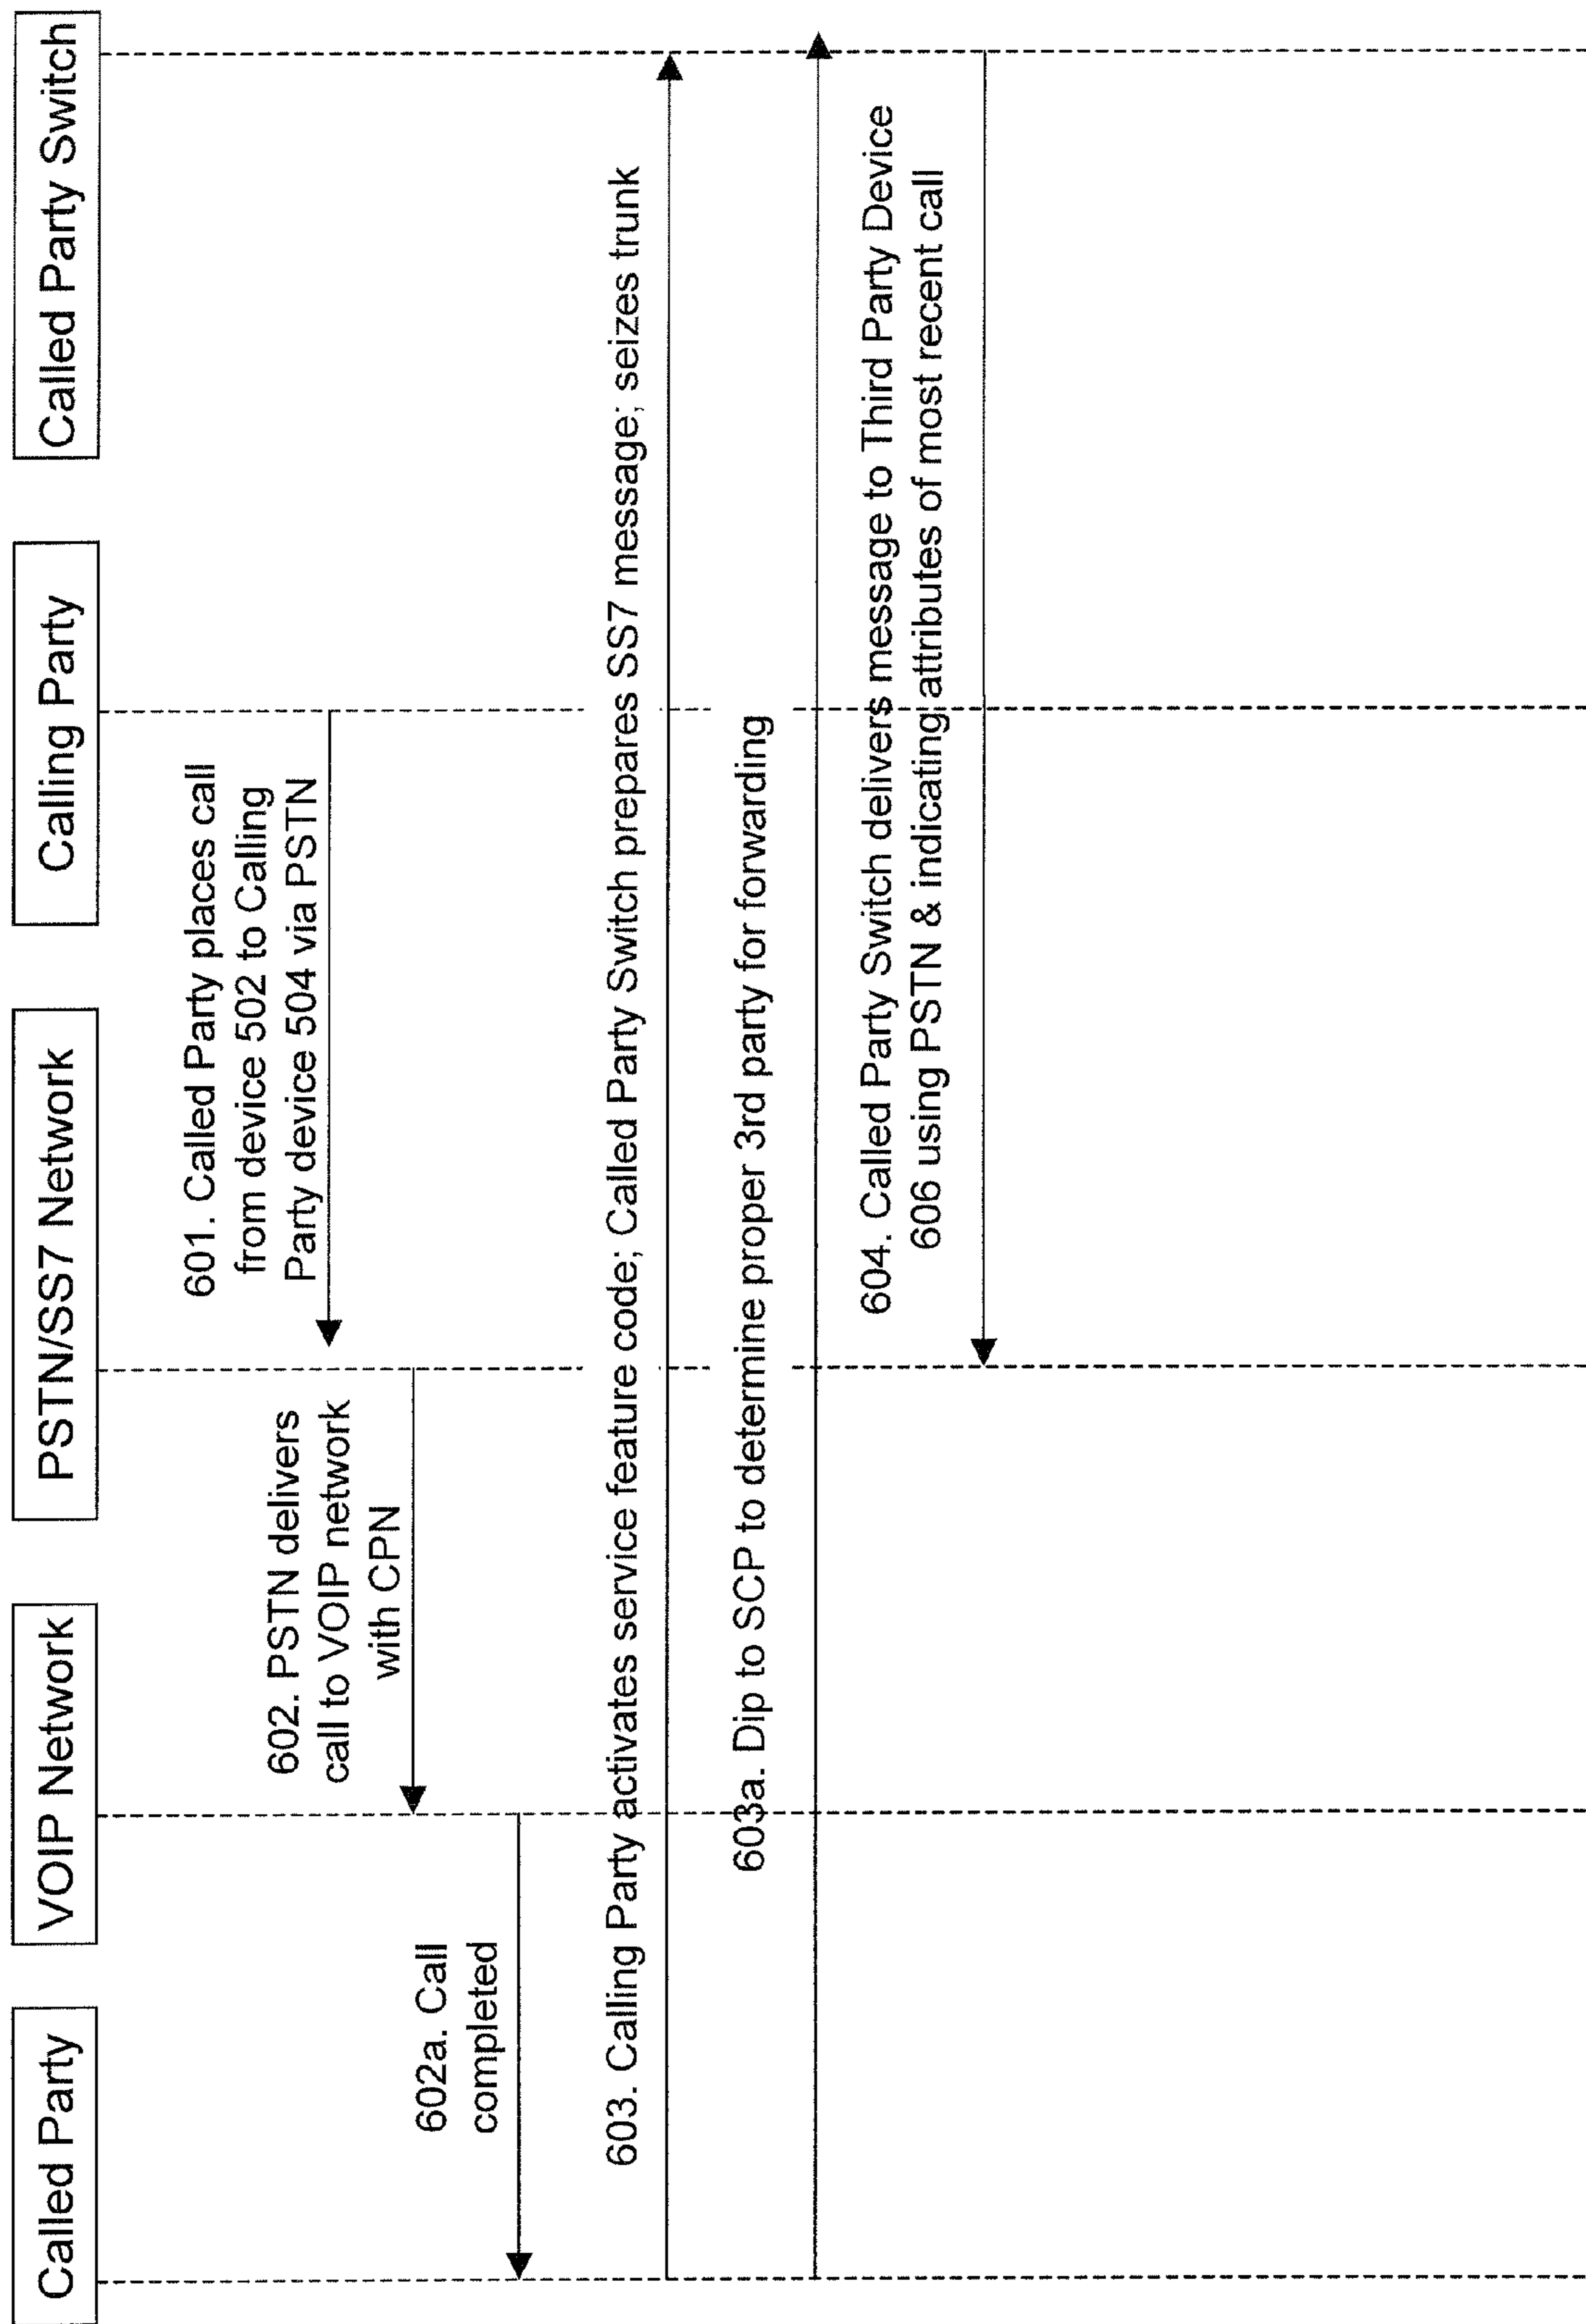 Called Party
VOIP Network
PSTN/SS7 Network
Calling Party
Called Party Switch
601. Called Party places call
from device 502 to Calling
Party device 504 via PSTN
602. PSTN delivers
call to VOIP network
with CPN
602a. Call
completed
603. Calling Party activates service feature code; Called Party Switch prepares SS7 message; seizes trunk
603a. Dip to SCP to determine proper 3rd party for forwarding
604. Called Party Switch delivers message to Third Party Device
606 using PSTN & indicating attributes of most recent call